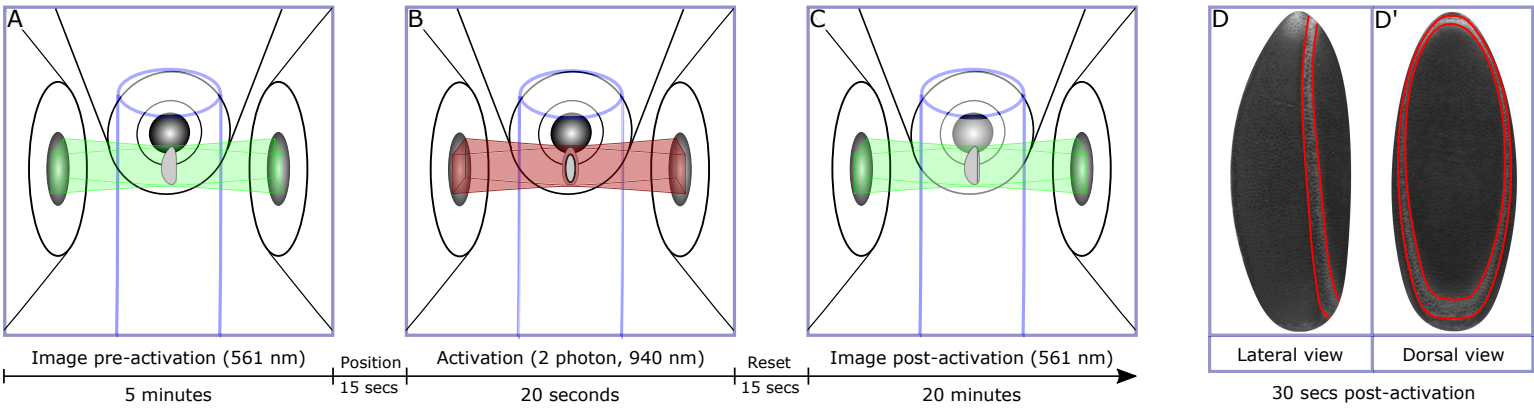 A
B
C
D
D'
Image pre-activation (561 nm)
Position
Activation (2 photon, 940 nm)
Reset
Image post-activation (561 nm)
Lateral view
Dorsal view
5 minutes
15 secs
20 seconds
15 secs
20 minutes
30 secs post-activation